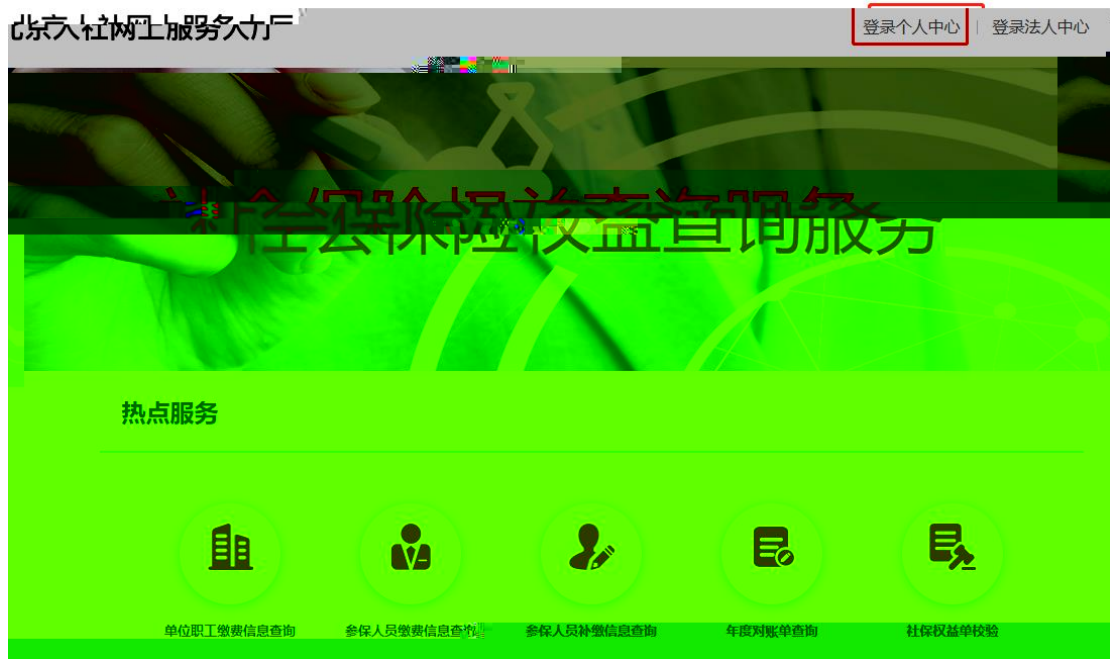 北京人社网上服务大厅
登录个人中心 | 登录法人中心
社会保险权益查询服务
热点服务
单位职工缴费信息查询 参保人员缴费信息查询 参保人员补缴信息查询 年度对账单查询 社保权益单校验